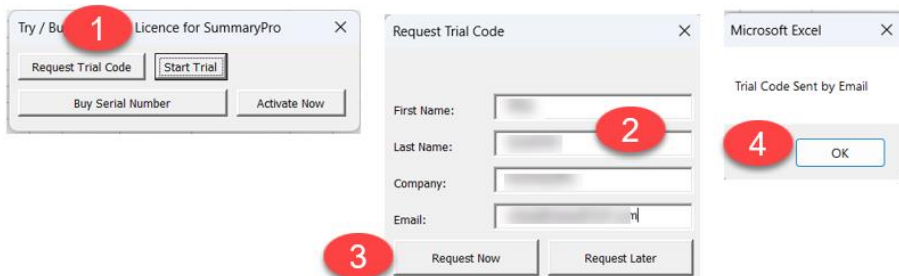 Try / Bu
1
Licence for SummaryPro
Request Trial Code
Start Trial
Buy Serial Number
Activate Now
Request Trial Code
First Name:
Last Name:
2
Company:
Email:
m
3
Request Now
Request Later
Microsoft Excel
Trial Code Sent by Email
4
OK